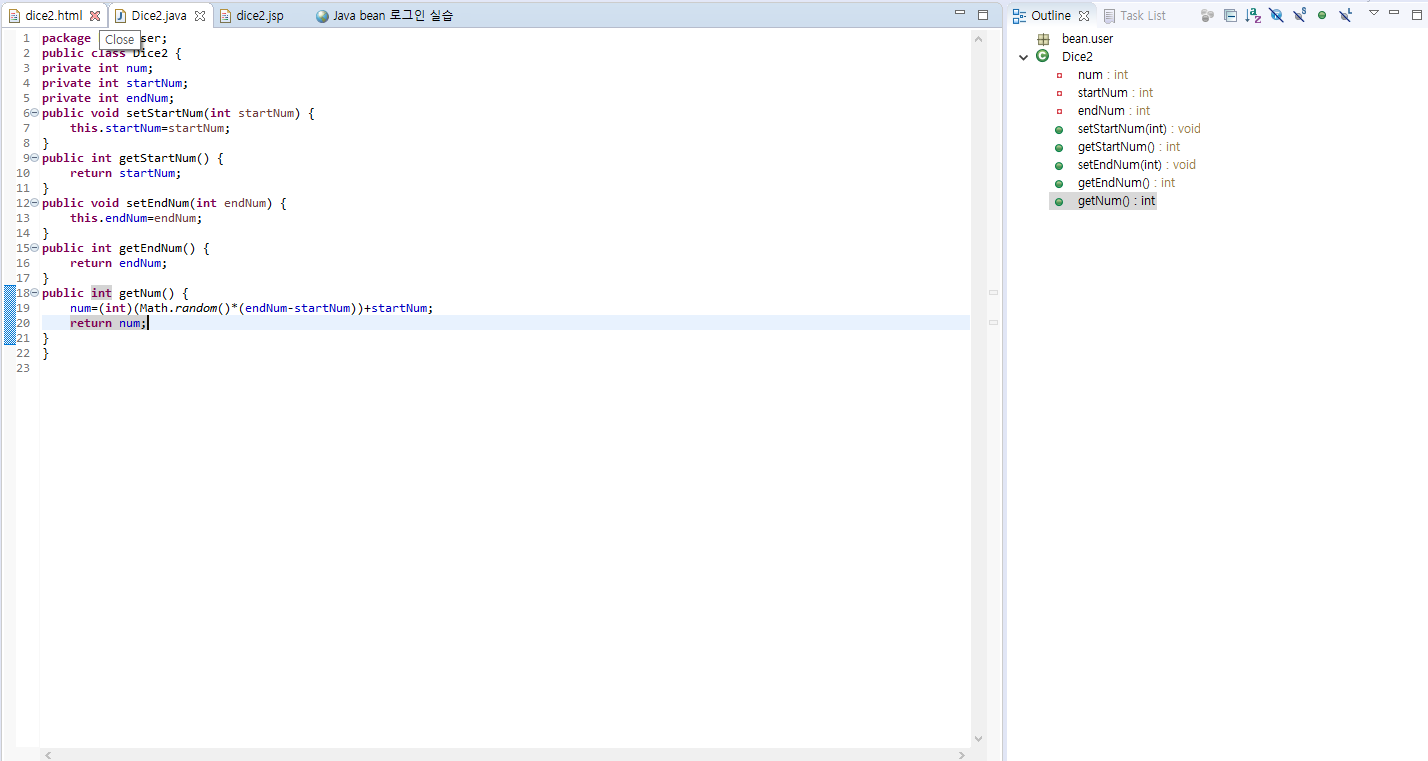 dice2.html
Dice2.java
dice2.jsp
Java bean 로그인 실습
Close
1 package ser;
2 public class Dice2 {
3 private int num;
4 private int startNum;
5 private int endNum;
6 public void setStartNum(int startNum) {
7 this.startNum=startNum;
8 }
9 public int getStartNum() {
10 return startNum;
11 }
12 public void setEndNum(int endNum) {
13 this.endNum=endNum;
14 }
15 public int getEndNum() {
16 return endNum;
17 }
18 public int getNum() {
19 num=(int)(Math.random()*(endNum-startNum))+startNum;
20 return num;
21 }
22 }
23
Outline
Task List
bean.user
Dice2
num : int
startNum : int
endNum : int
setStartNum(int) : void
getStartNum() : int
setEndNum(int) : void
getEndNum() : int
getNum() : int